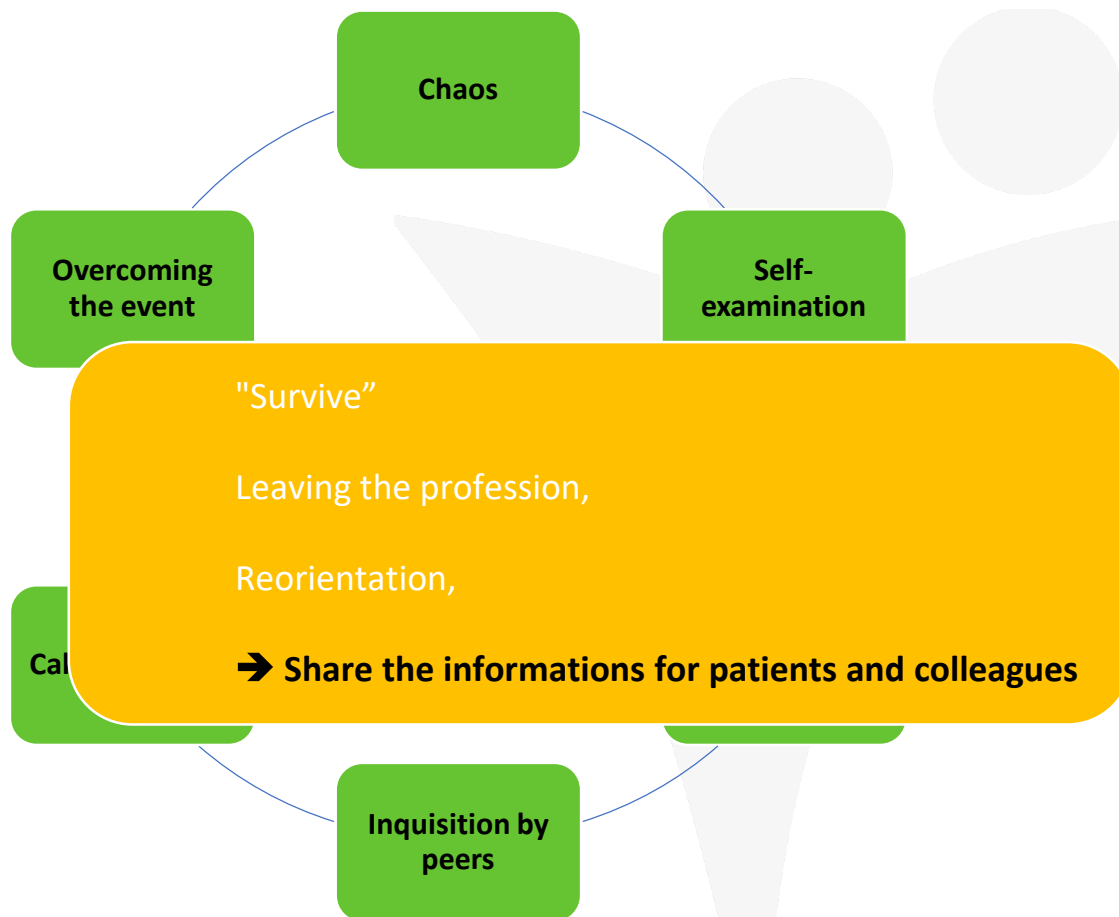 Chaos
Overcoming
the event
Self-
examination
"Survive”
Leaving the profession,
Reorientation,
➔ Share the informations for patients and colleagues
Inquisition by
peers